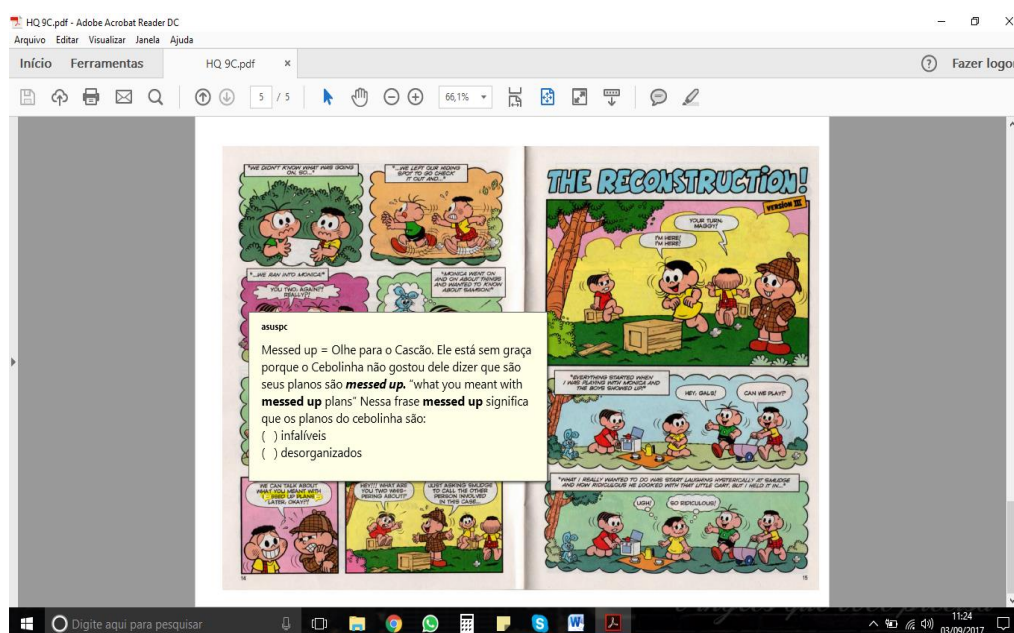 HQ 9C.pdf - Adobe Acrobat Reader DC
Arquivo Editar Visualizar Janela Ajuda
Início Ferramentas HQ 9C.pdf × Fazer logo
5 / 5 66,1%
"WE DIDN'T KNOW WHAT WAS GOING
ON, SO..."
"...WE LEFT OUR HIDING
SPOT TO GO CHECK
IT OUT AND..."
"...WE RAN INTO MONICA!"
YOU TWO, AGAIN??
REALLY??
"MONICA WENT ON
AND ON ABOUT THINGS
AND WANTED TO KNOW
ABOUT SAMSON!"
asuspc
Messed up = Olhe para o Cascão. Ele está sem graça
porque o Cebolinha não gostou dele dizer que são
seus planos são messed up. "what you meant with
messed up plans" Nessa frase messed up significa
que os planos do cebolinha são:
( ) infalíveis
( ) desorganizados
WE CAN TALK ABOUT
WHAT YOU MEANT WITH
UP PLANS
LATER, OKAY??
HEY!!! WHAT ARE
YOU TWO WHIS-
PERING ABOUT?
JUST ASKING SMUDGE
TO CALL THE OTHER
PERSON INVOLVED
IN THIS CASE...
14
THE RECONSTRUCTION!
VERSION III
YOUR TURN,
MAGGY!
I'M HERE!
I'M HERE!
"EVERYTHING STARTED WHEN
I WAS PLAYING WITH MONICA AND
THE BOYS SHOWED UP!"
HEY, GALS!
CAN WE PLAY?
"WHAT I REALLY WANTED TO DO WAS START LAUGHING HYSTERICALLY AT SMUDGE
AND HOW RIDICULOUS HE LOOKED WITH THAT LITTLE CART, BUT I HELD IT IN..."
UGH!
SO RIDICULOUS!
15
Digite aqui para pesquisar
11:24
03/09/2017